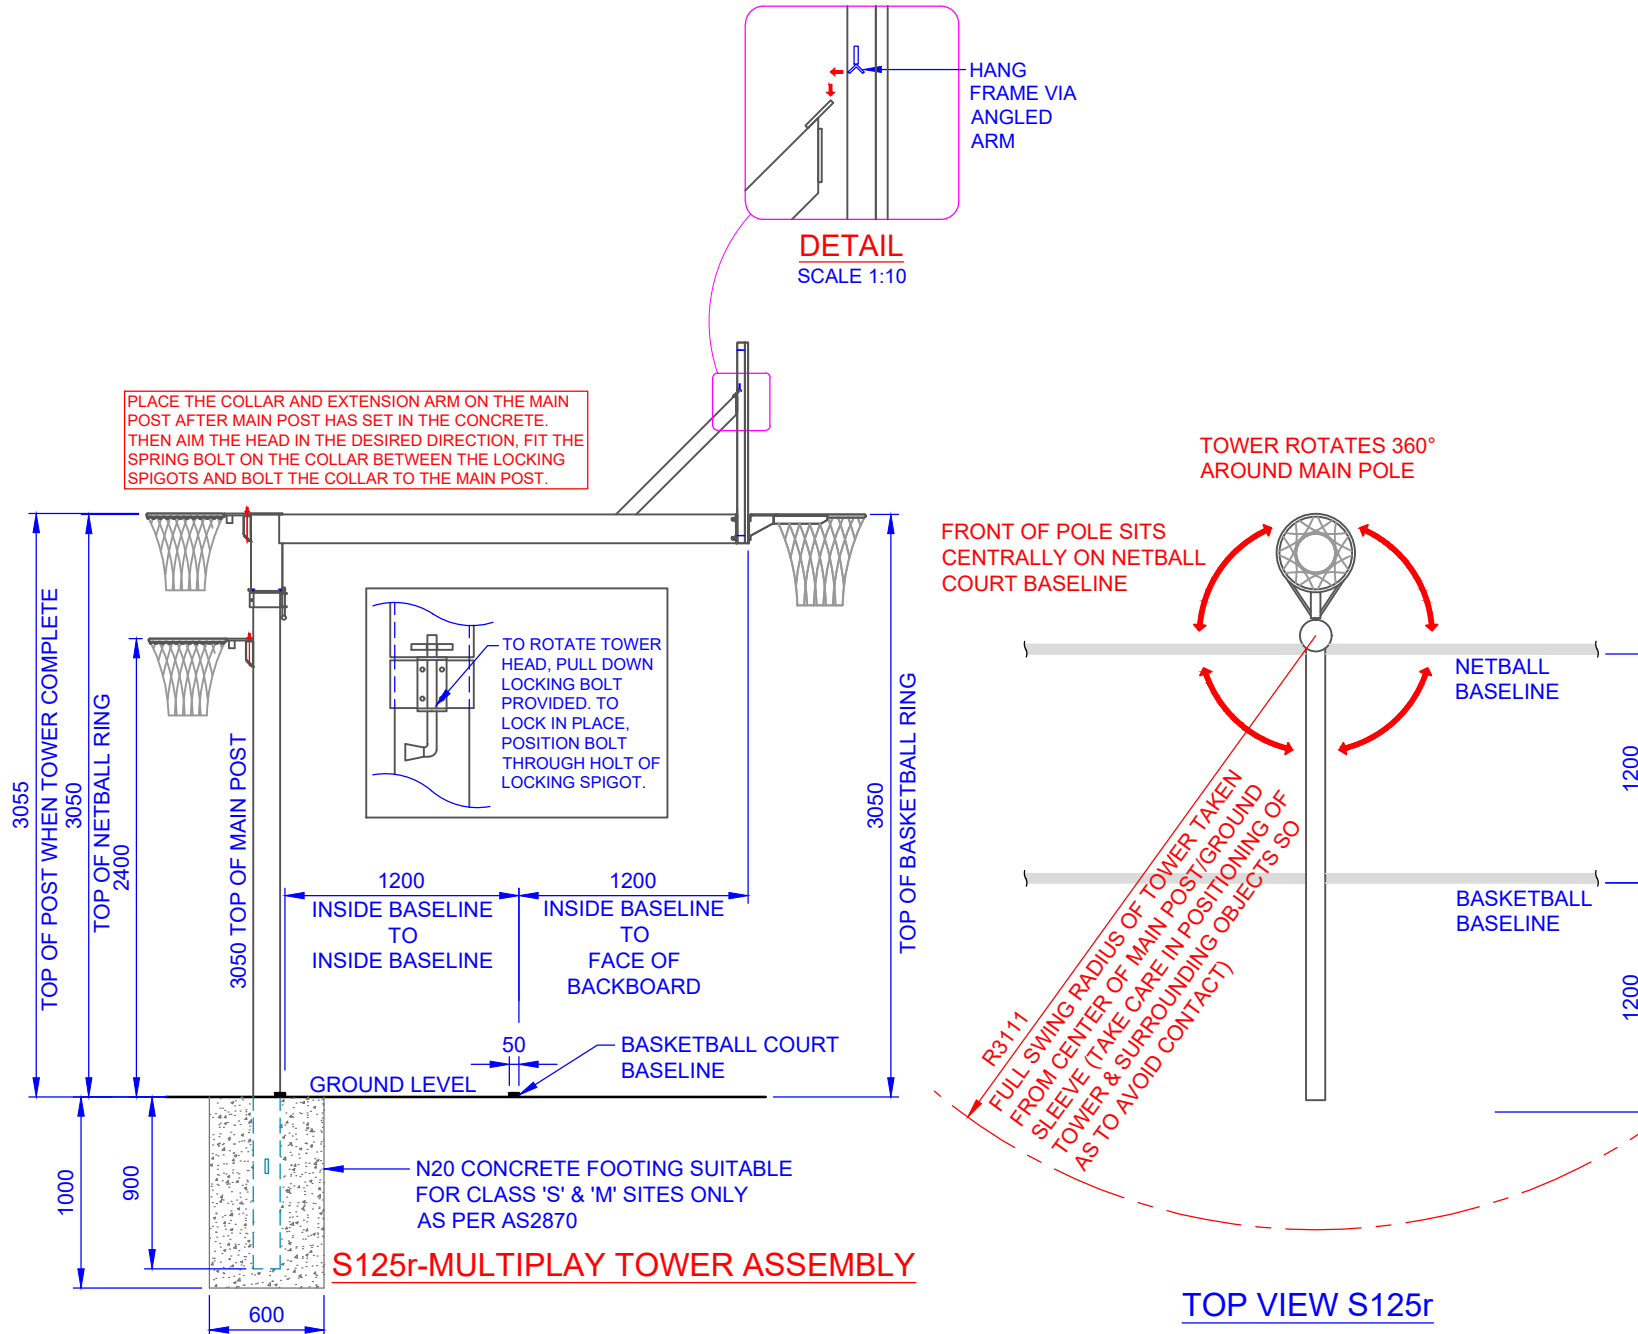 HANG
FRAME VIA
ANGLED
ARM
DETAIL
SCALE 1:10
PLACE THE COLLAR AND EXTENSION ARM ON THE MAIN
POST AFTER MAIN POST HAS SET IN THE CONCRETE.
THEN AIM THE HEAD IN THE DESIRED DIRECTION, FIT THE
SPRING BOLT ON THE COLLAR BETWEEN THE LOCKING
SPIGOTS AND BOLT THE COLLAR TO THE MAIN POST.
TO ROTATE TOWER
HEAD, PULL DOWN
LOCKING BOLT
PROVIDED. TO
LOCK IN PLACE,
POSITION BOLT
THROUGH HOLT OF
LOCKING SPIGOT.
3055
TOP OF POST WHEN TOWER COMPLETE
3050
TOP OF NETBALL RING
2400
3050 TOP OF MAIN POST
1200
INSIDE BASELINE
TO
INSIDE BASELINE
1200
INSIDE BASELINE
TO
FACE OF
BACKBOARD
3050
TOP OF BASKETBALL RING
50
BASKETBALL COURT
BASELINE
GROUND LEVEL
1000
900
600
N20 CONCRETE FOOTING SUITABLE
FOR CLASS 'S' & 'M' SITES ONLY
AS PER AS2870
S125r-MULTIPLAY TOWER ASSEMBLY
TOWER ROTATES 360°
AROUND MAIN POLE
FRONT OF POLE SITS
CENTRALLY ON NETBALL
COURT BASELINE
NETBALL
BASELINE
1200
BASKETBALL
BASELINE
1200
R3111
FULL SWING RADIUS OF TOWER TAKEN
FROM CENTER OF MAIN POST/GROUND
SLEEVE (TAKE CARE IN POSITIONING OF
TOWER & SURROUNDING OBJECTS SO
AS TO AVOID CONTACT)
TOP VIEW S125r